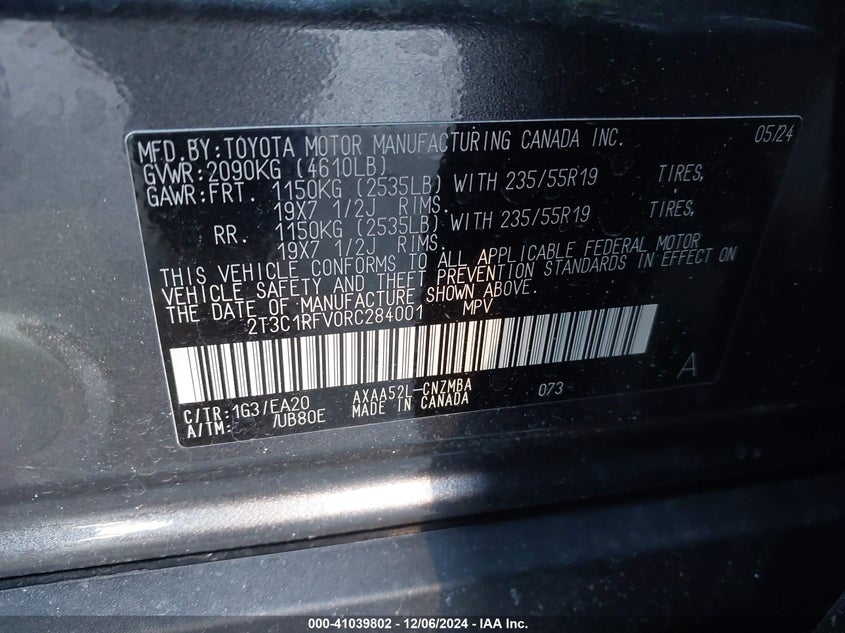 MFD.BY:TOYOTA MOTOR MANUFACTURING CANADA INC. 05/24
GVWR:2090KG (4610LB)
GAWR:FRT. 1150KG (2535LB) WITH 235/55R19 TIRES,
19X7 1/2J RIMS.
RR. 1150KG (2535LB) WITH 235/55R19 TIRES,
19X7 1/2J RIMS.
THIS VEHICLE CONFORMS TO ALL APPLICABLE FEDERAL MOTOR
VEHICLE SAFETY AND THEFT PREVENTION STANDARDS IN EFFECT ON
THE DATE OF MANUFACTURE SHOWN ABOVE.
2T3C1RFV0RC284001 MPV
C/TR:1G3/EA20 AXAA52L-CNZMBA 073 A
A/TM: /UB80E MADE IN CANADA
000-41039802 - 12/06/2024 - IAA Inc.